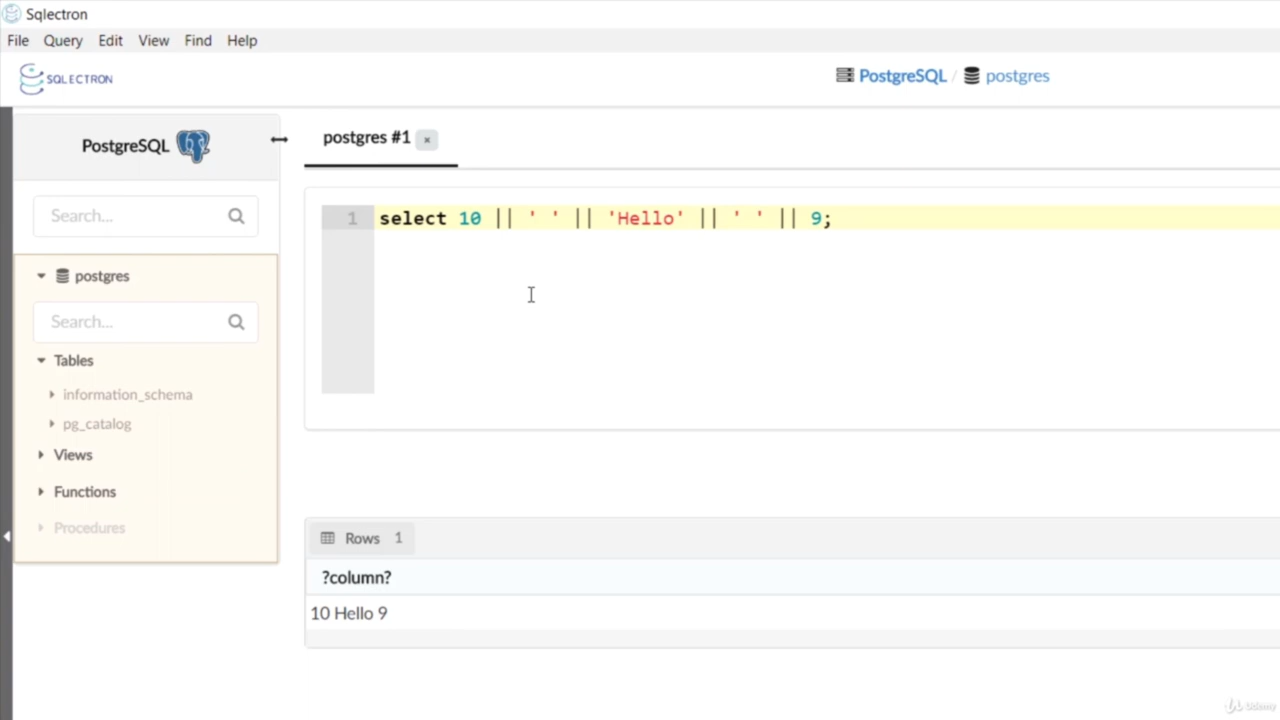 Sqlectron
File Query Edit View Find Help
SQLECTRON
PostgreSQL / postgres
PostgreSQL
postgres #1 ×
Search...
1 select 10 || ' ' || 'Hello' || ' ' || 9;
postgres
Search...
Tables
information_schema
pg_catalog
Views
Functions
Procedures
Rows 1
?column?
10 Hello 9
Udemy